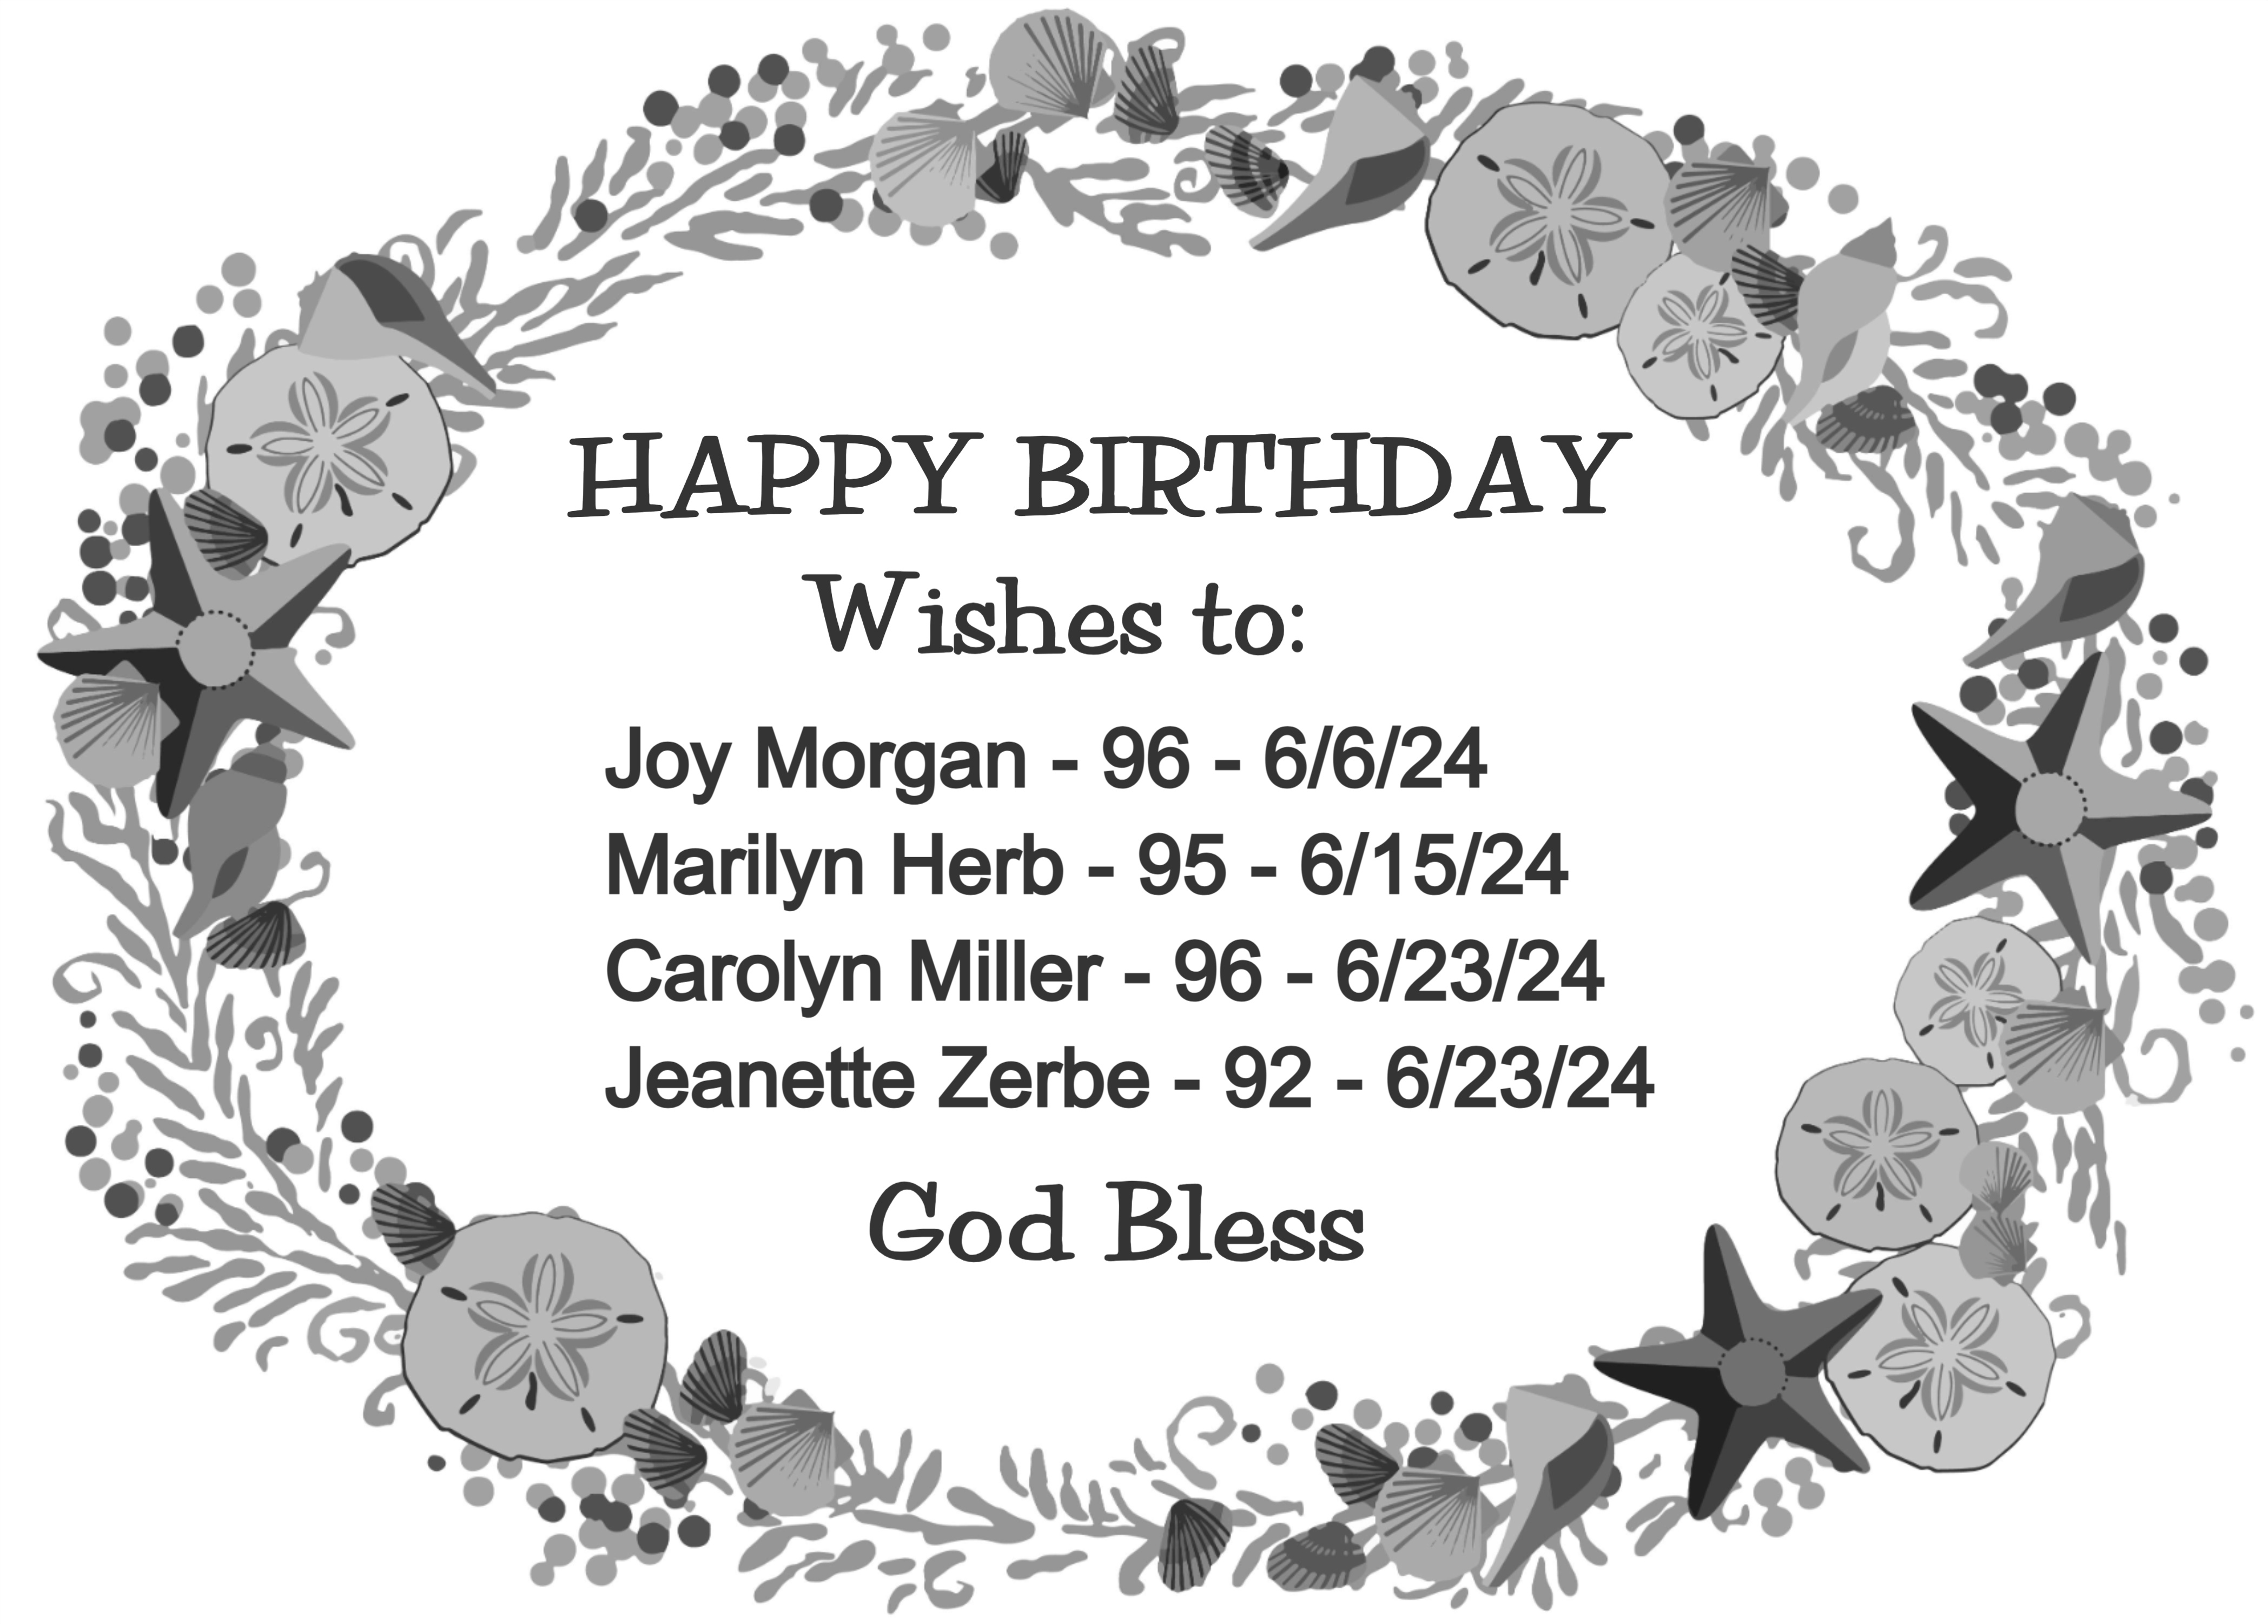 HAPPY BIRTHDAY
Wishes to:
Joy Morgan - 96 - 6/6/24
Marilyn Herb - 95 - 6/15/24
Carolyn Miller - 96 - 6/23/24
Jeanette Zerbe - 92 - 6/23/24
God Bless